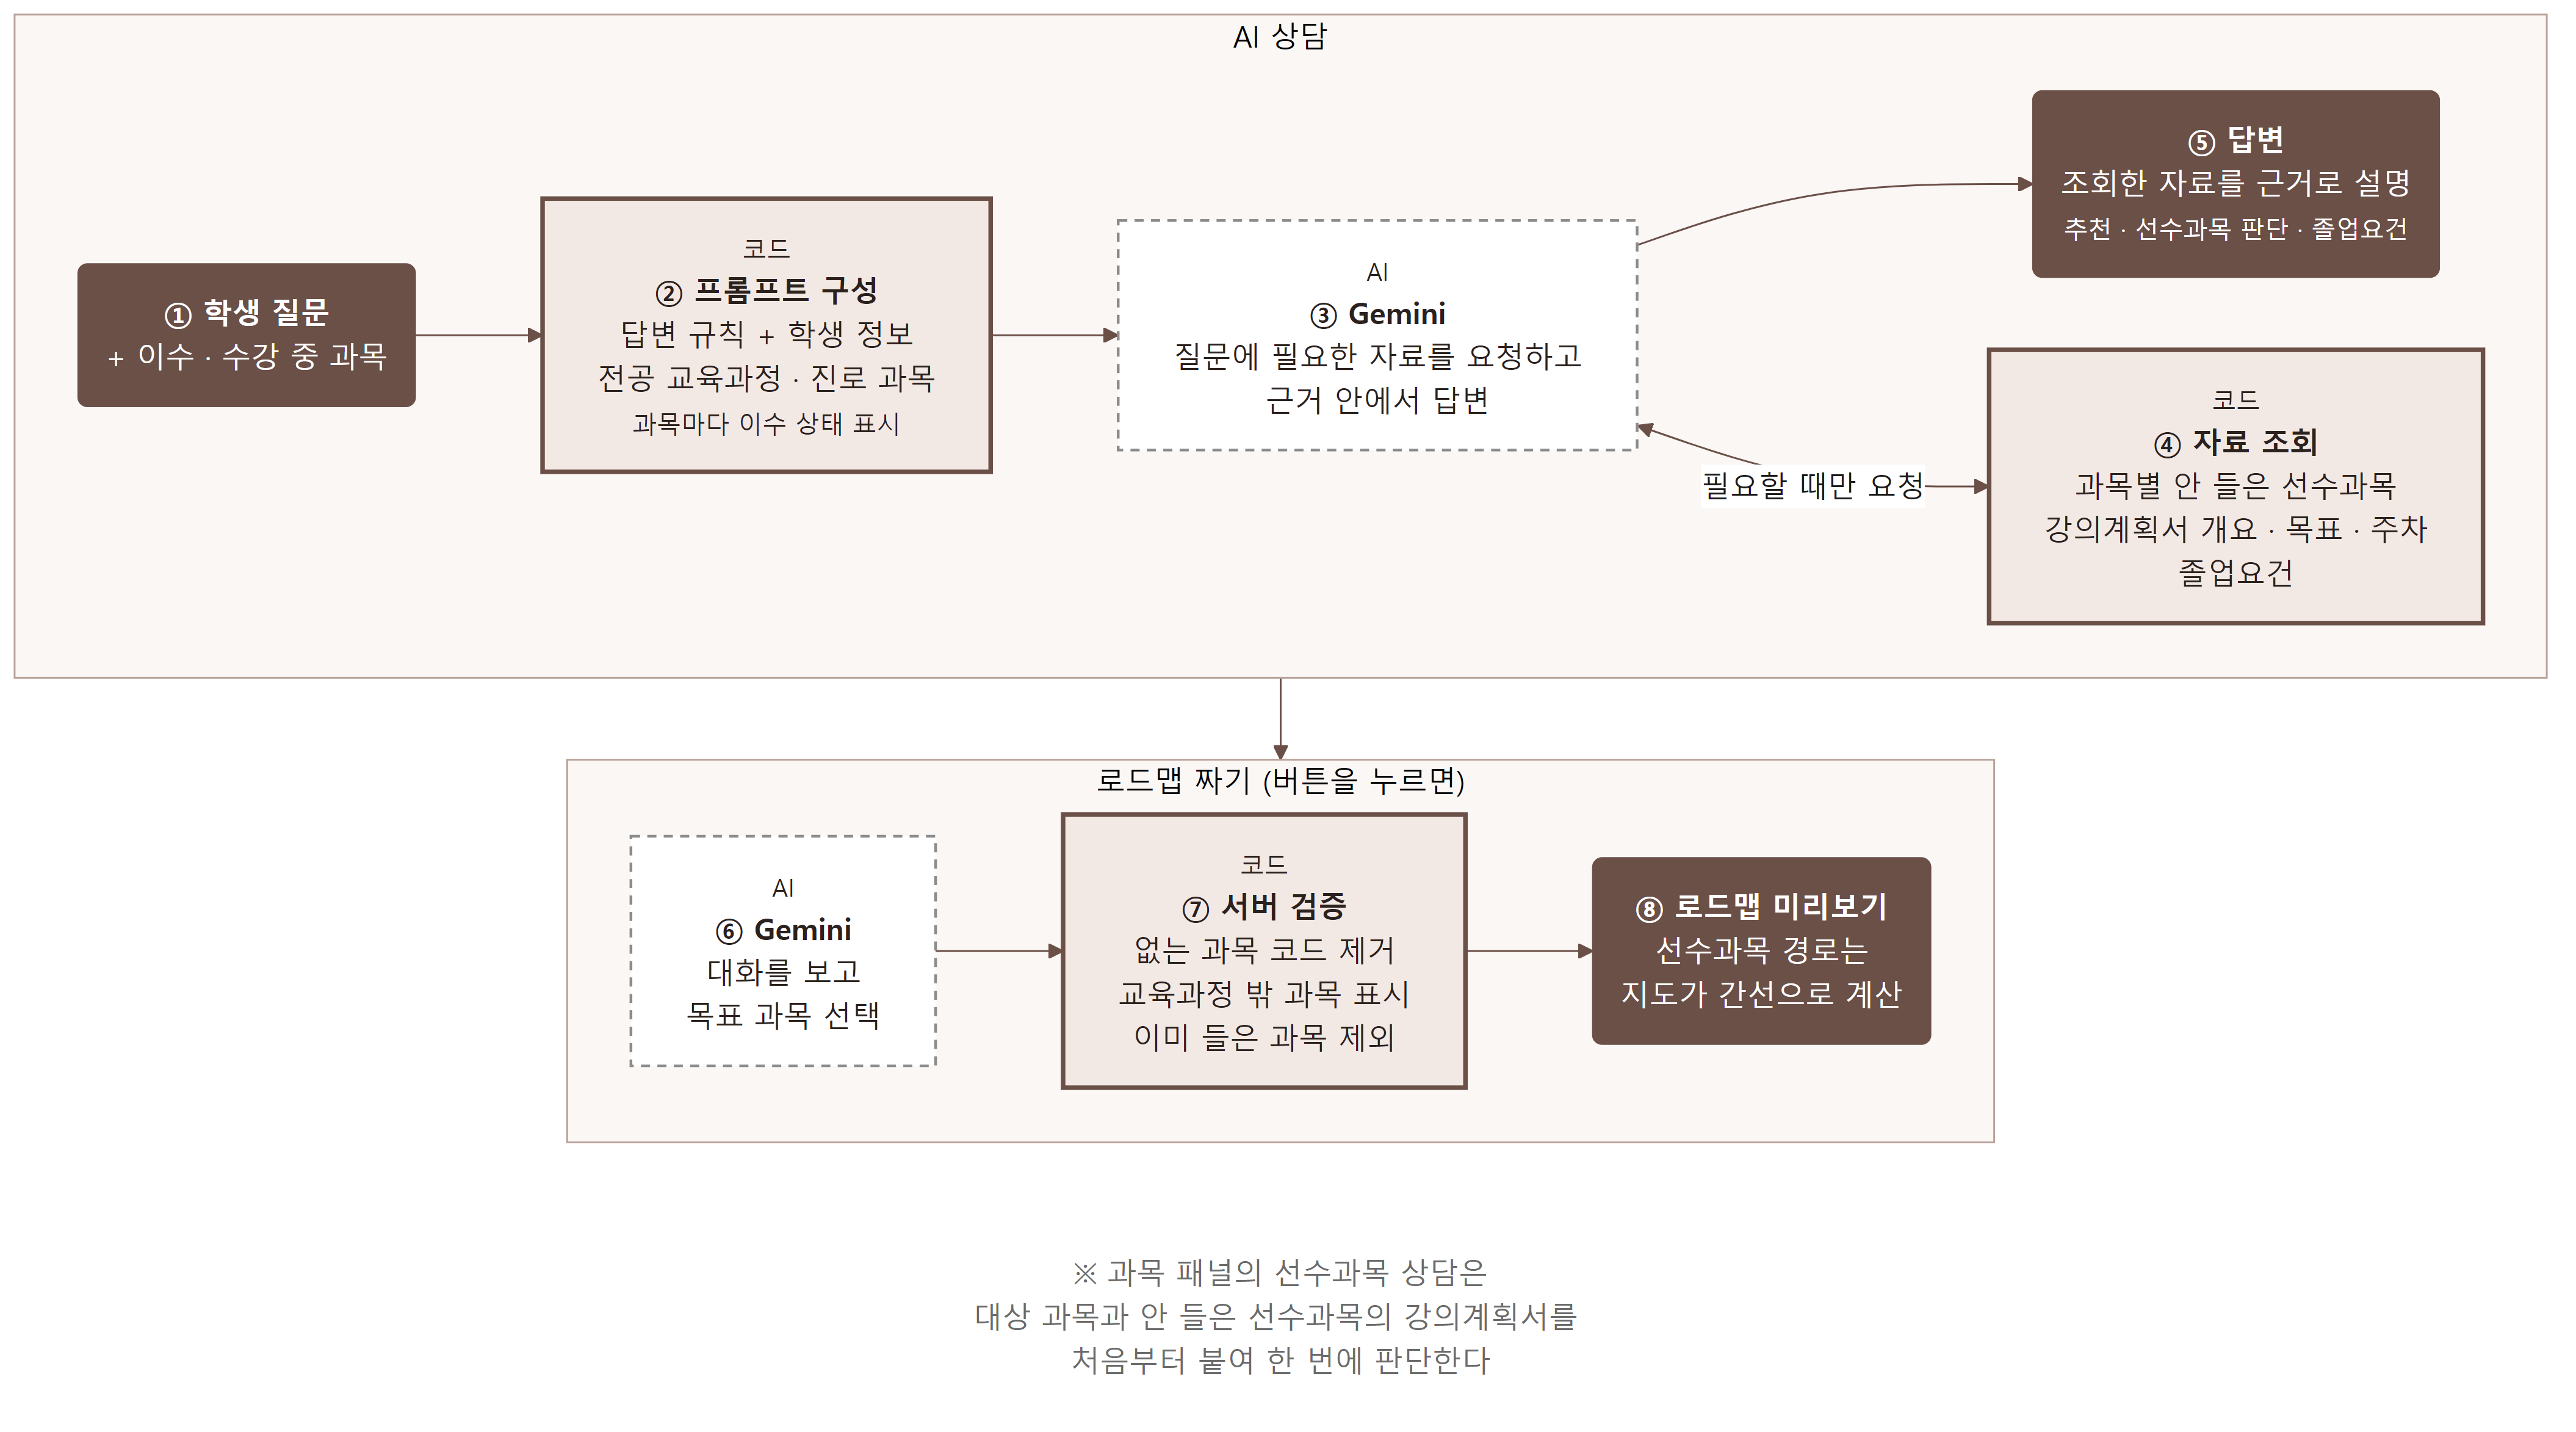 AI 상담
① 학생 질문
+ 이수 · 수강 중 과목
코드
② 프롬프트 구성
답변 규칙 + 학생 정보
전공 교육과정 · 진로 과목
과목마다 이수 상태 표시
AI
③ Gemini
질문에 필요한 자료를 요청하고
근거 안에서 답변
필요할 때만 요청
코드
④ 자료 조회
과목별 안 들은 선수과목
강의계획서 개요 · 목표 · 주차
졸업요건
⑤ 답변
조회한 자료를 근거로 설명
추천 · 선수과목 판단 · 졸업요건
로드맵 짜기 (버튼을 누르면)
AI
⑥ Gemini
대화를 보고
목표 과목 선택
코드
⑦ 서버 검증
없는 과목 코드 제거
교육과정 밖 과목 표시
이미 들은 과목 제외
⑧ 로드맵 미리보기
선수과목 경로는
지도가 간선으로 계산
※ 과목 패널의 선수과목 상담은
대상 과목과 안 들은 선수과목의 강의계획서를
처음부터 붙여 한 번에 판단한다